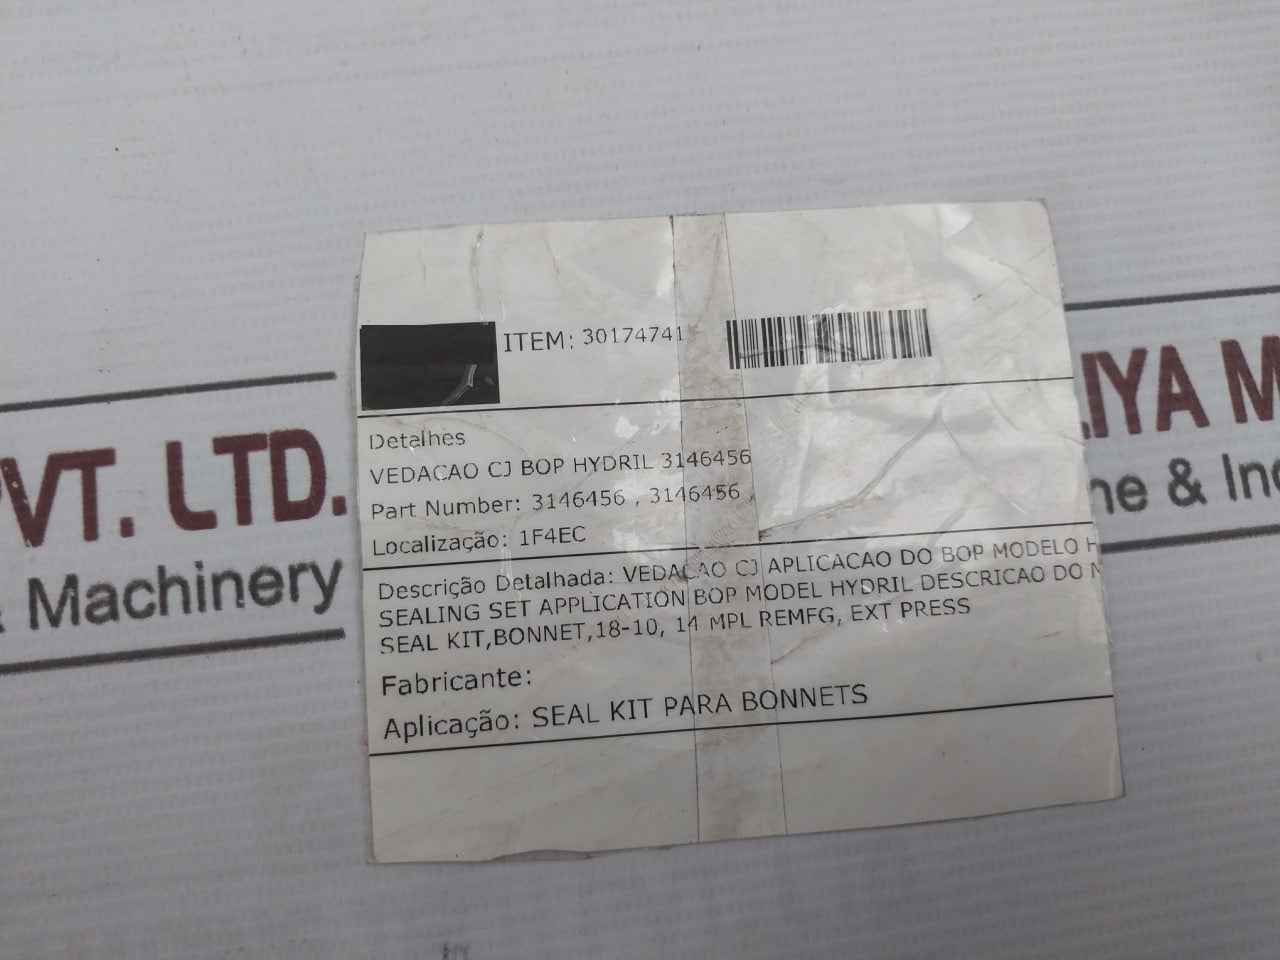 ITEM: 30174741
Detalhes
VEDACAO CJ BOP HYDRIL 3146456
Part Number: 3146456 , 3146456 ,
Localização: 1F4EC
Descrição Detalhada: VEDACAO CJ APLICACAO DO BOP MODELO H
SEALING SET APPLICATION BOP MODEL HYDRIL DESCRICAO DO
SEAL KIT,BONNET,18-10, 14 MPL REMFG, EXT PRESS
Fabricante:
Aplicação: SEAL KIT PARA BONNETS
PVT. LTD.
& Machinery
LIYA M
ne & Ind